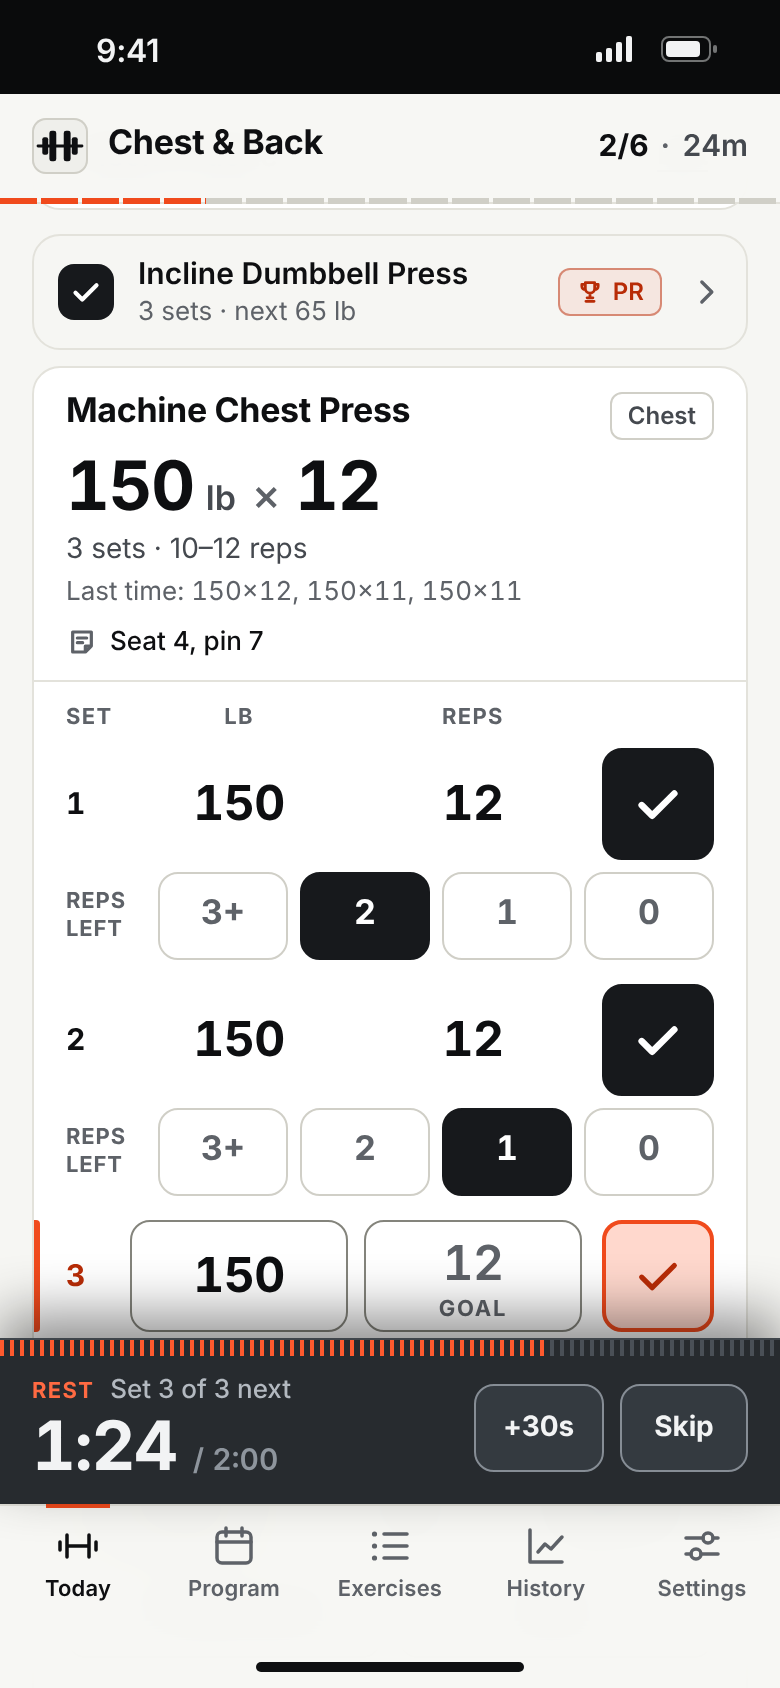 9:41
Chest & Back
2/6 · 24m
Incline Dumbbell Press
3 sets · next 65 lb
PR
Machine Chest Press
Chest
150 lb × 12
3 sets · 10–12 reps
Last time: 150×12, 150×11, 150×11
Seat 4, pin 7
SET LB REPS
1 150 12
REPS LEFT 3+ 2 1 0
2 150 12
REPS LEFT 3+ 2 1 0
3 150 12 GOAL
REST Set 3 of 3 next
1:24 / 2:00
+30s Skip
Today Program Exercises History Settings